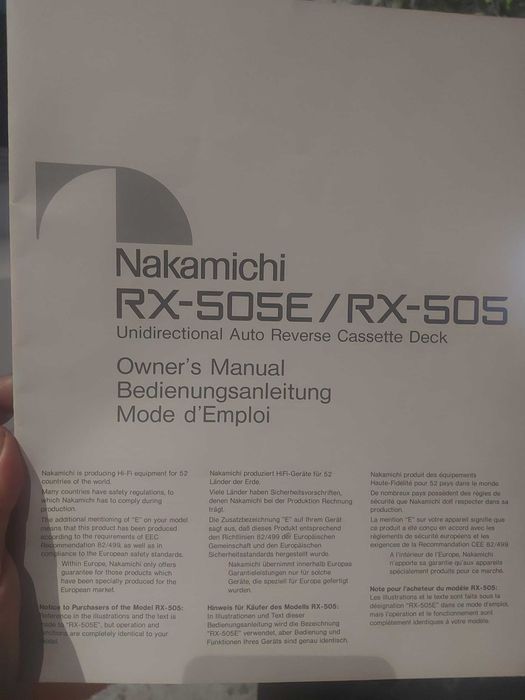 Nakamichi
RX-505E/RX-505
Unidirectional Auto Reverse Cassette Deck
Owner's Manual
Bedienungsanleitung
Mode d'Emploi
Nakamichi is producing Hi-Fi equipment for 52
countries of the world.
Many countries have safety regulations, to
which Nakamichi has to comply during
production.
The additional mentioning of "E" on your model
means that this product has been produced
according to the requirements of EEC
Recommendation 82/499, as well as in
compliance to the European safety standards.
Within Europe, Nakamichi only offers
guarantee for those products which
have been specially produced for the
European market.
Notice to Purchasers of the Model RX-505:
Reference in the illustrations and the text is
made to "RX-505E", but operation and
functions are completely identical to your
model.
Nakamichi produziert HiFi-Geräte für 52
Länder der Erde.
Viele Länder haben Sicherheitsvorschriften,
denen Nakamichi bei der Produktion Rechnung
trägt.
Die Zusatzbezeichnung "E" auf Ihrem Gerät
sagt aus, daß dieses Produkt entsprechend
den Richtlinien 82/499 der Europäischen
Gemeinschaft und den Europäischen
Sicherheitsstandards hergestellt wurde.
Nakamichi übernimmt innerhalb Europas
Garantieleistungen nur für solche
Geräte, die speziell für Europa gefertigt
wurden.
Hinweis für Käufer des Modells RX-505:
In Illustrationen und Text dieser
Bedienungsanleitung wird die Bezeichnung
"RX-505E" verwendet, aber Bedienung und
Funktionen Ihres Geräts sind genau identisch.
Nakamichi produit des équipements
Haute-Fidélité pour 52 pays dans le monde.
De nombreux pays possèdent des règles de
sécurité que Nakamichi doit respecter dans sa
production.
La mention "E" sur votre appareil signifie que
ce produit a été conçu en accord avec les
règlements de sécurité européens et les
exigences de la Recommandation CEE 82/499.
A l'intérieur de l'Europe, Nakamichi
n'apporte sa garantie qu'aux appareils
spécialement produits pour ce marché.
Note pour l'acheteur du modèle RX-505:
Les illustrations et le texte sont faits sous la
désignation "RX-505E" dans ce mode d'emploi,
mais l'opération et le fonctionnement sont
complètement identiques à votre modèle.